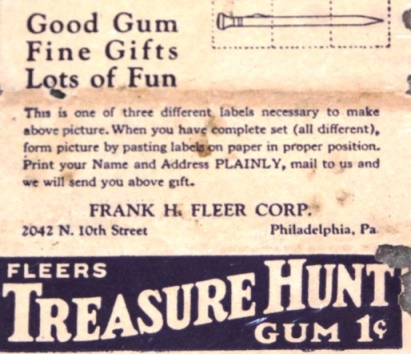 Good Gum
Fine Gifts
Lots of Fun
This is one of three different labels necessary to make
above picture. When you have complete set (all different),
form picture by pasting labels on paper in proper position.
Print your Name and Address PLAINLY, mail to us and
we will send you above gift.
FRANK H. FLEER CORP.
2042 N. 10th Street Philadelphia, Pa.
FLEERS
TREASURE HUNT
GUM 1¢